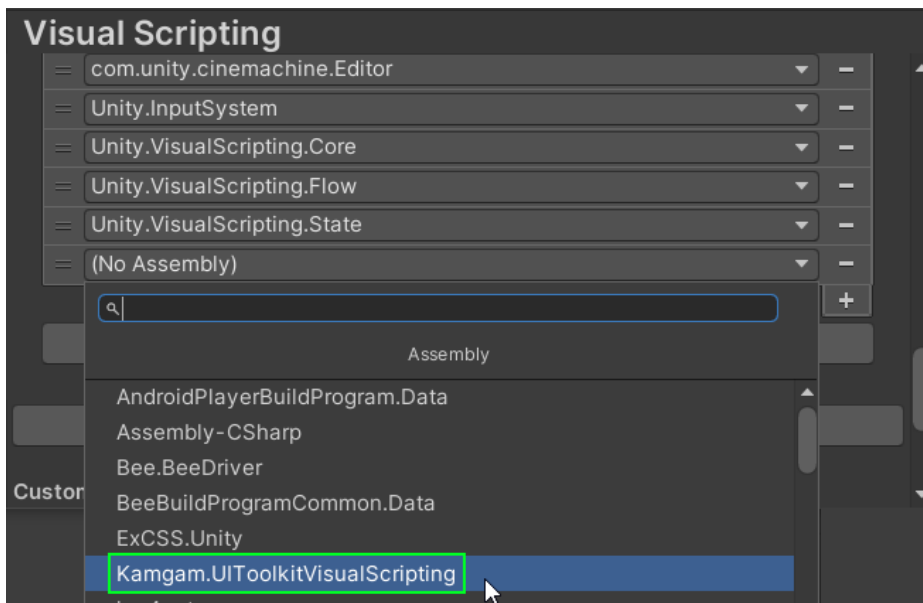 Visual Scripting
com.unity.cinemachine.Editor
Unity.InputSystem
Unity.VisualScripting.Core
Unity.VisualScripting.Flow
Unity.VisualScripting.State
(No Assembly)
Assembly
AndroidPlayerBuildProgram.Data
Assembly-CSharp
Bee.BeeDriver
BeeBuildProgramCommon.Data
Custon
ExCSS.Unity
Kamgam.UIToolkitVisualScripting